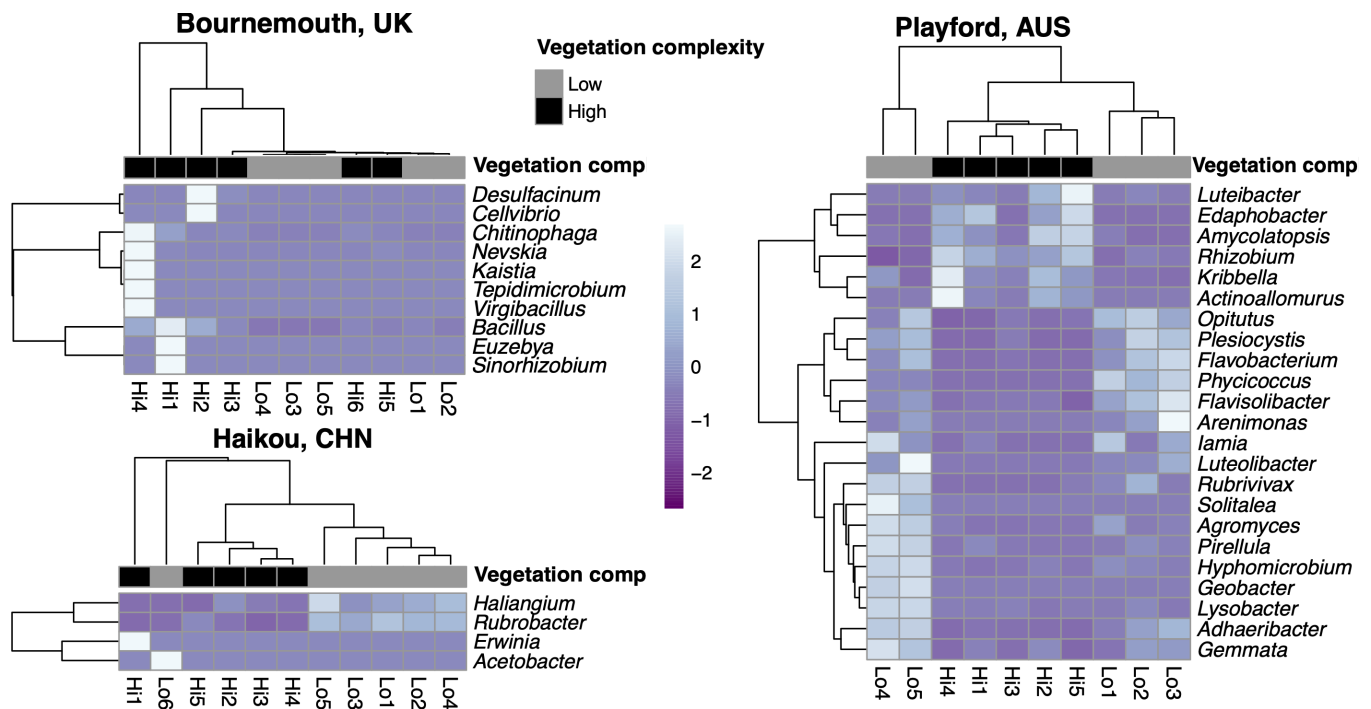 Bournemouth, UK
Vegetation complexity
Low
High
Vegetation comp
Desulfacinum
Cellvibrio
Chitinophaga
Nevskia
Kaistia
Tepidimicrobium
Virgibacillus
Bacillus
Euzebya
Sinorhizobium
Hi4 Hi1 Hi2 Hi3 Lo4 Lo3 Lo5 Hi6 Hi5 Lo1 Lo2
2
1
0
−1
−2
Haikou, CHN
Vegetation comp
Haliangium
Rubrobacter
Erwinia
Acetobacter
Hi1 Lo6 Hi5 Hi2 Hi3 Hi4 Lo5 Lo3 Lo1 Lo2 Lo4
Playford, AUS
Vegetation comp
Luteibacter
Edaphobacter
Amycolatopsis
Rhizobium
Kribbella
Actinoallomurus
Opitutus
Plesiocystis
Flavobacterium
Phycicoccus
Flavisolibacter
Arenimonas
Iamia
Luteolibacter
Rubrivivax
Solitalea
Agromyces
Pirellula
Hyphomicrobium
Geobacter
Lysobacter
Adhaeribacter
Gemmata
Lo4 Lo5 Hi4 Hi1 Hi3 Hi2 Hi5 Lo1 Lo2 Lo3